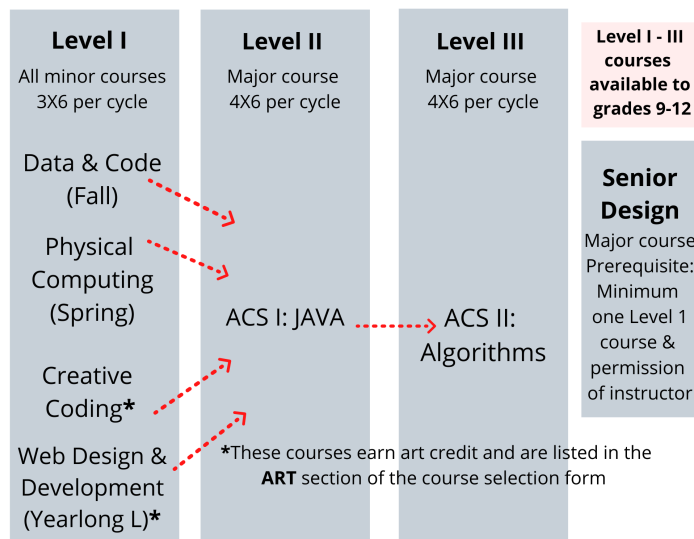 Level I
All minor courses
3X6 per cycle
Data & Code
(Fall)
Physical
Computing
(Spring)
Creative
Coding*
Web Design &
Development
(Yearlong L)*
Level II
Major course
4X6 per cycle
ACS I: JAVA
Level III
Major course
4X6 per cycle
ACS II:
Algorithms
*These courses earn art credit and are listed in the
ART section of the course selection form
Level I - III
courses
available to
grades 9-12
Senior
Design
Major course
Prerequisite:
Minimum
one Level 1
course &
permission
of instructor